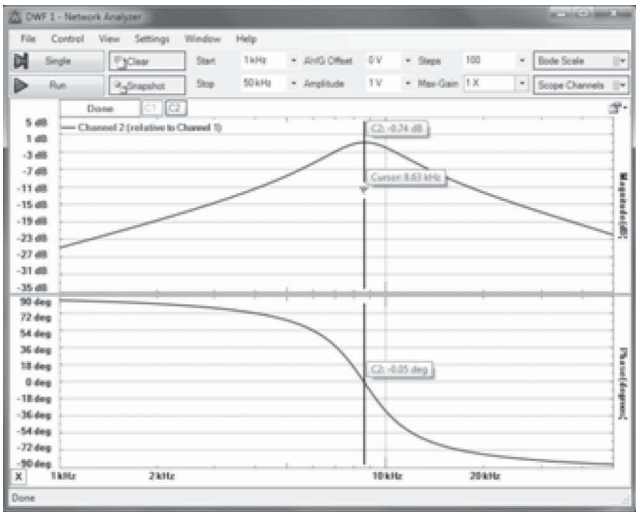 DWF 1 - Network Analyzer
File Control View Settings Window Help
Single Clear Start 1 kHz AWG Offset 0 V Steps 100 Bode Scale
Run Snapshot Stop 50 kHz Amplitude 1 V Max-Gain 1 X Scope Channels
Done C1 C2
Channel 2 (relative to Channel 1)
C2: -0.74 dB
Cursor: 8.63 kHz
5 dB
1 dB
-3 dB
-7 dB
-11 dB
-15 dB
-19 dB
-23 dB
-27 dB
-31 dB
-35 dB
Magnitude(dB)
90 deg
72 deg
54 deg
36 deg
18 deg
0 deg
-18 deg
-36 deg
-54 deg
-72 deg
-90 deg
C2: -0.05 deg
Phase(degree)
X 1 kHz 2 kHz 10 kHz 20 kHz
Done